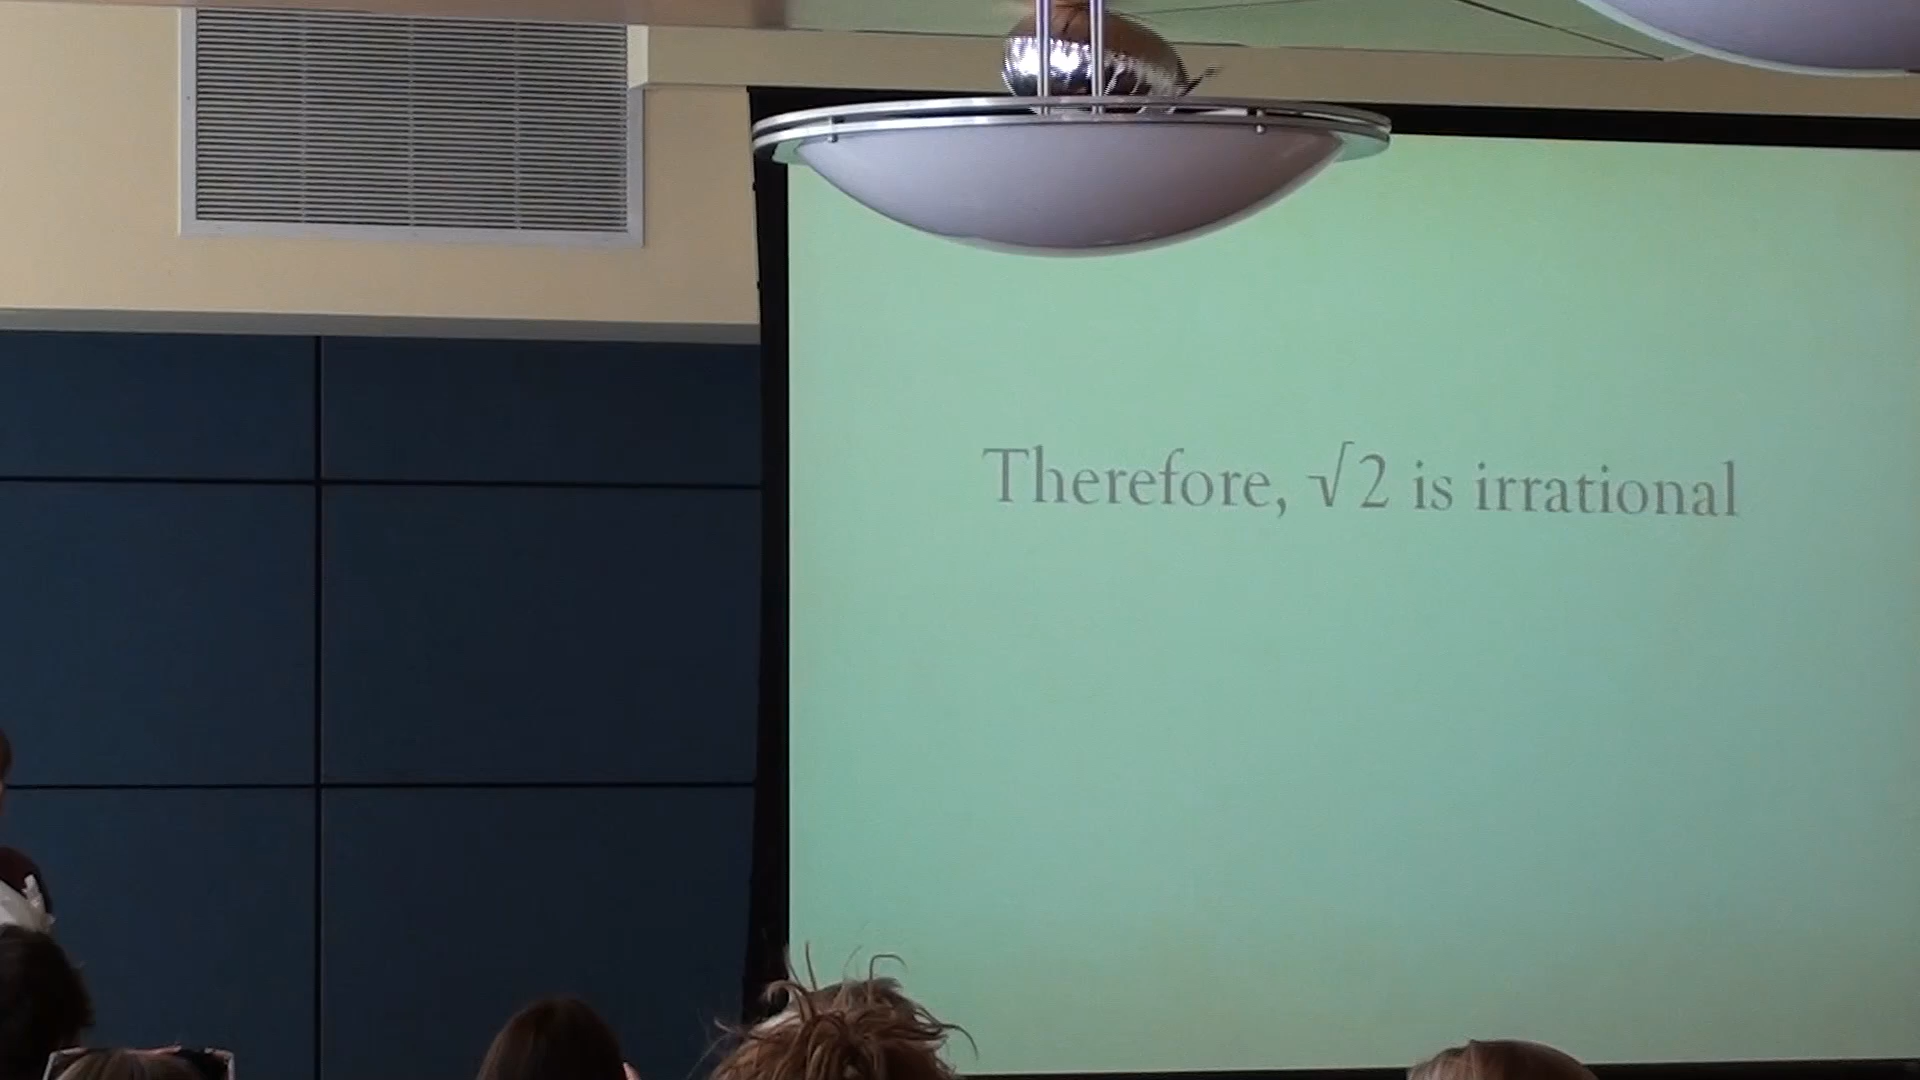 Therefore, √2 is irrational